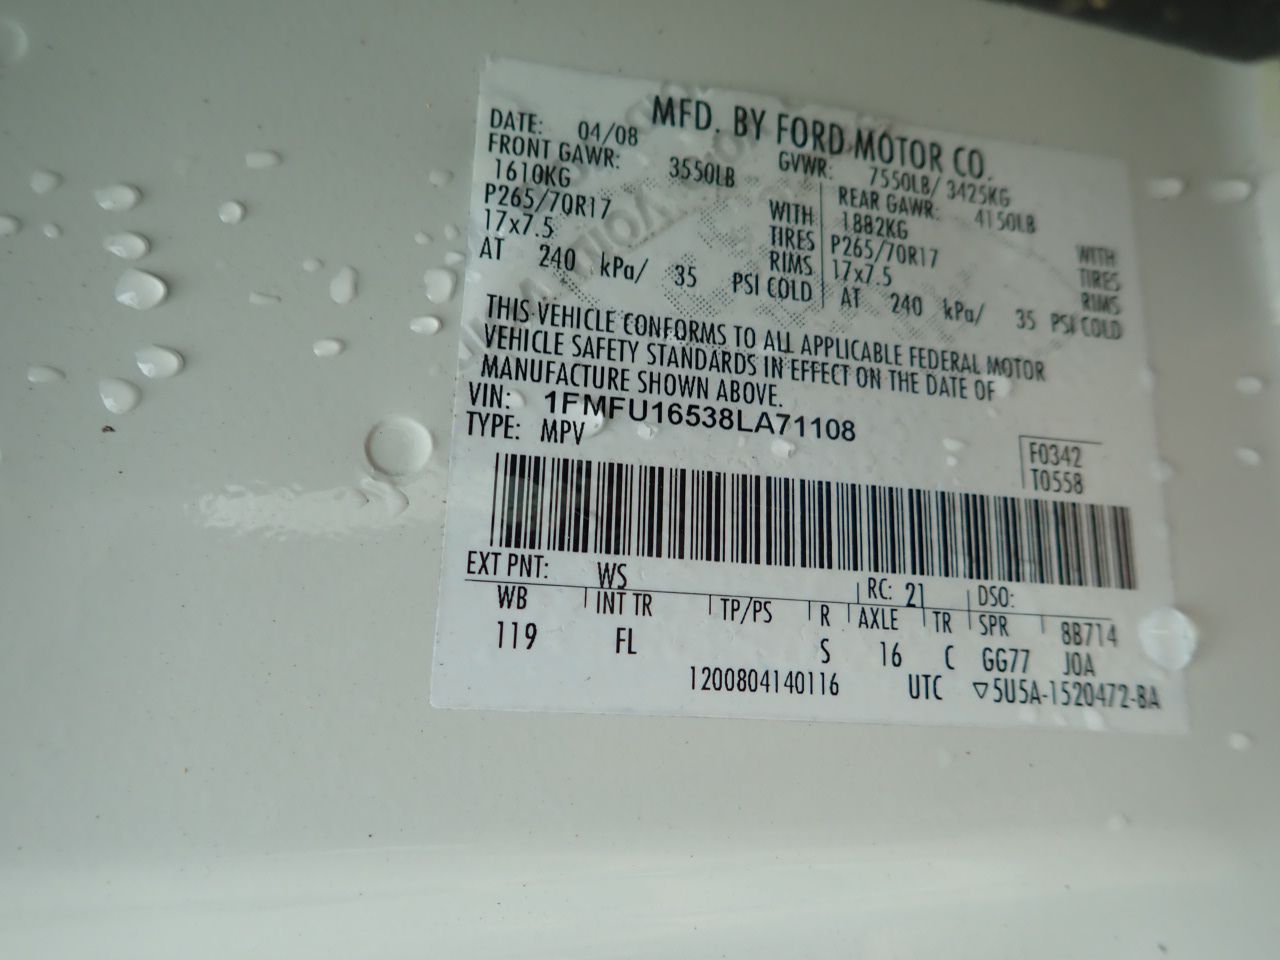 MFD. BY FORD MOTOR CO.
DATE: 04/08 GVWR: 7550LB/ 3425KG
FRONT GAWR: 3550LB REAR GAWR: 4150LB
1610KG WITH 1882KG WITH
P265/70R17 TIRES P265/70R17 TIRES
17x7.5 RIMS 17x7.5 RIMS
AT 240 kPa/ 35 PSI COLD AT 240 kPa/ 35 PSI COLD
THIS VEHICLE CONFORMS TO ALL APPLICABLE FEDERAL MOTOR
VEHICLE SAFETY STANDARDS IN EFFECT ON THE DATE OF
MANUFACTURE SHOWN ABOVE.
VIN: 1FMFU16538LA71108
TYPE: MPV
F0342
T0558
EXT PNT: WS RC: 21 DSO:
WB INT TR TP/PS R AXLE TR SPR 8B714
119 FL S 16 C GG77 JOA
1200804140116 UTC ▽5U5A-1520472-BA